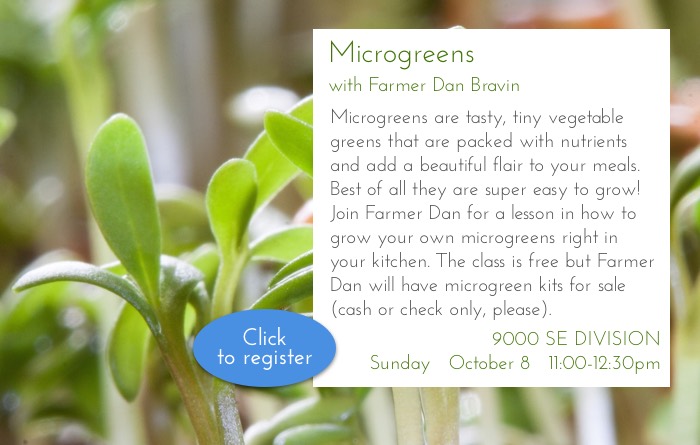 Microgreens
with Farmer Dan Bravin
Microgreens are tasty, tiny vegetable
greens that are packed with nutrients
and add a beautiful flair to your meals.
Best of all they are super easy to grow!
Join Farmer Dan for a lesson in how to
grow your own microgreens right in
your kitchen. The class is free but Farmer
Dan will have microgreen kits for sale
(cash or check only, please).
9000 SE DIVISION
Sunday October 8 11:00-12:30pm
Click
to register